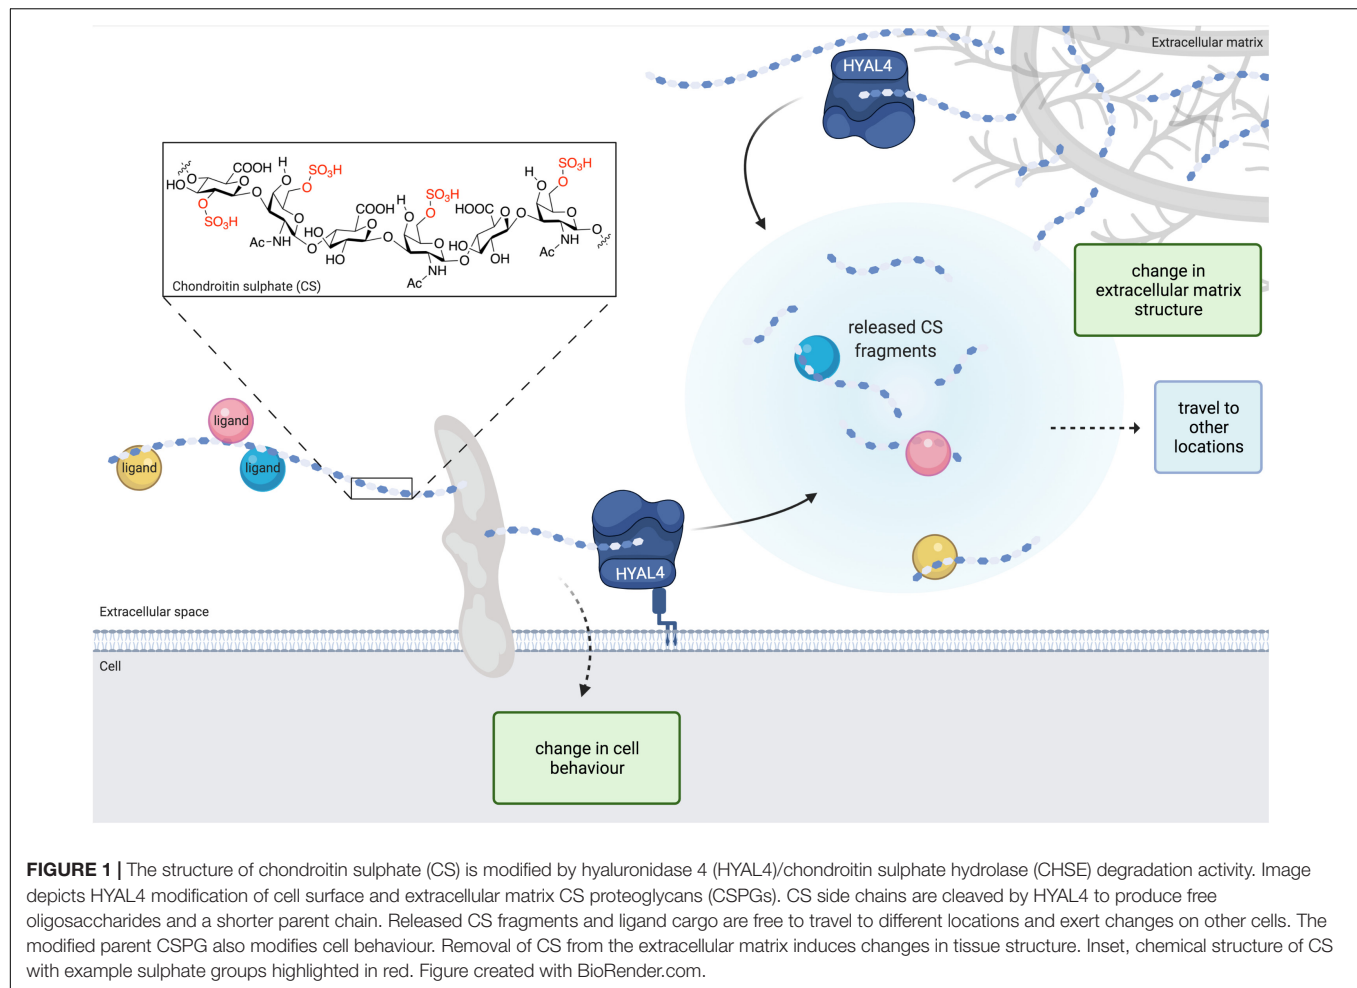 Extracellular matrix
HYAL4
COOH
H
SO₃H
HO
O
O
O
O
O
SO₃H
COOH
H
SO₃H
HOOC
H
SO₃H
Ac
NH
HO
HO
OH
O
O
HO
HO
OH
O
NH
Ac
NH
Ac
Chondroitin sulphate (CS)
change in
extracellular matrix
structure
released CS
fragments
travel to
other
locations
ligand
ligand
ligand
HYAL4
Extracellular space
Cell
change in cell
behaviour
FIGURE 1 | The structure of chondroitin sulphate (CS) is modified by hyaluronidase 4 (HYAL4)/chondroitin sulphate hydrolase (CHSE) degradation activity. Image
depicts HYAL4 modification of cell surface and extracellular matrix CS proteoglycans (CSPGs). CS side chains are cleaved by HYAL4 to produce free
oligosaccharides and a shorter parent chain. Released CS fragments and ligand cargo are free to travel to different locations and exert changes on other cells. The
modified parent CSPG also modifies cell behaviour. Removal of CS from the extracellular matrix induces changes in tissue structure. Inset, chemical structure of CS
with example sulphate groups highlighted in red. Figure created with BioRender.com.